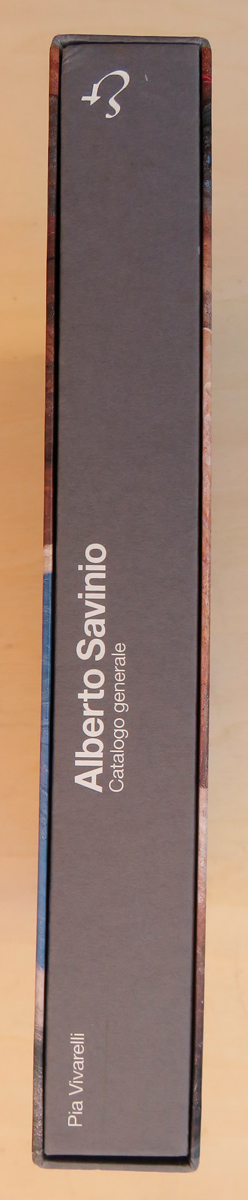 Pia Vivarelli
Alberto Savinio
Catalogo generale